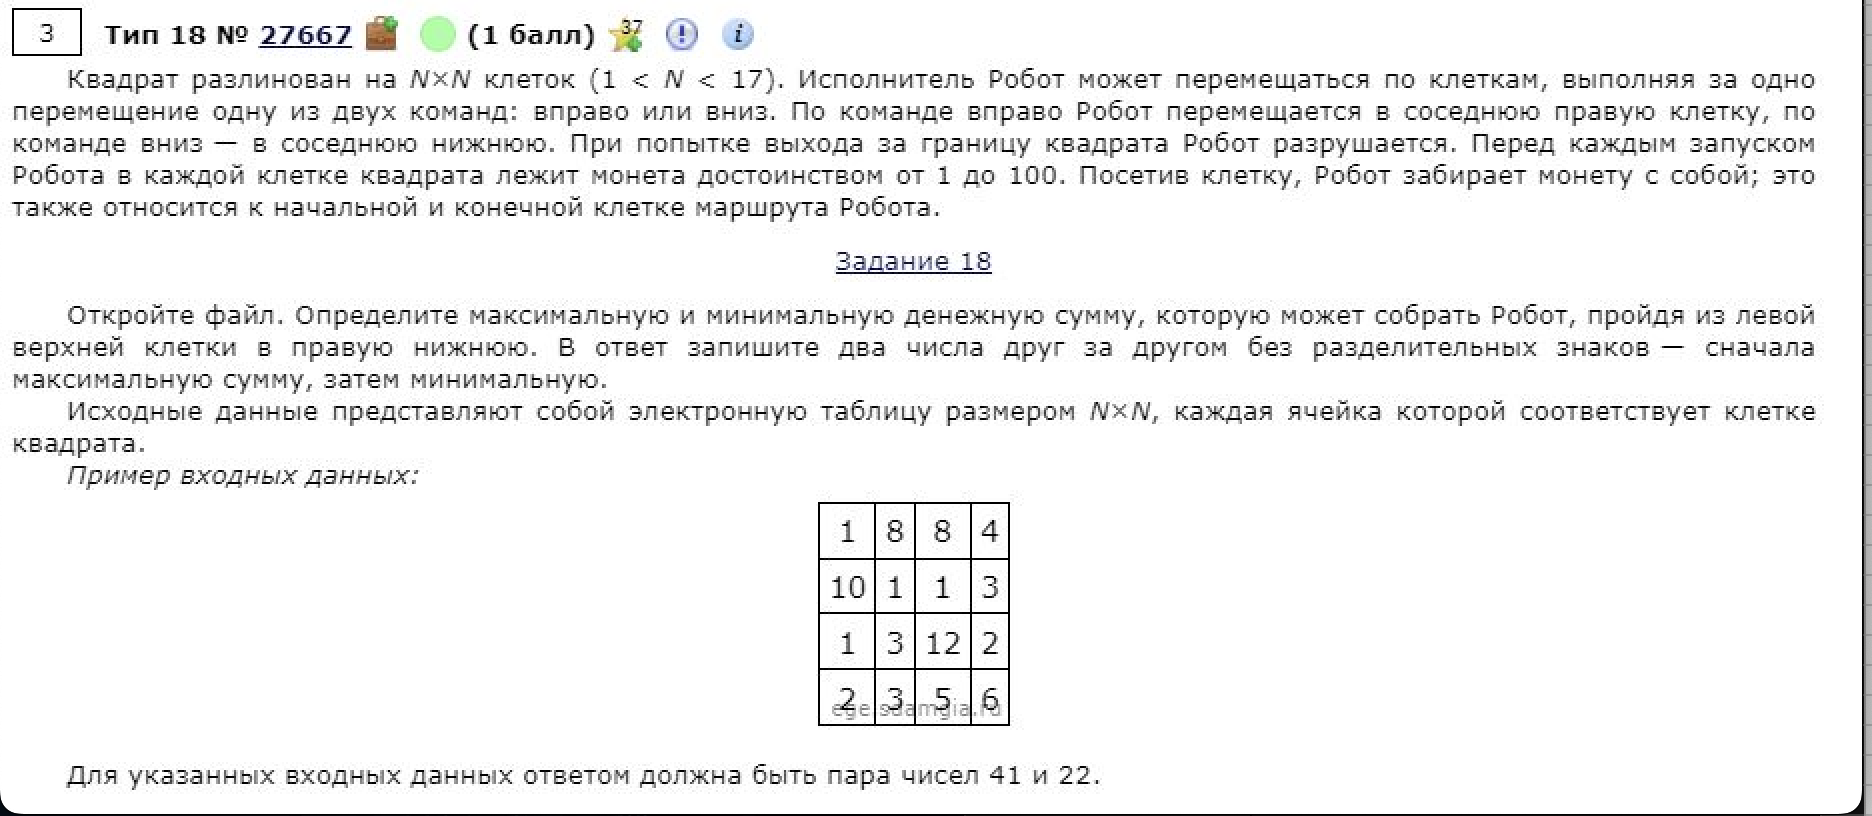 3 Тип 18 № 27667 (1 балл) 37 ! i
Квадрат разлинован на N×N клеток (1 < N < 17). Исполнитель Робот может перемещаться по клеткам, выполняя за одно
перемещение одну из двух команд: вправо или вниз. По команде вправо Робот перемещается в соседнюю правую клетку, по
команде вниз — в соседнюю нижнюю. При попытке выхода за границу квадрата Робот разрушается. Перед каждым запуском
Робота в каждой клетке квадрата лежит монета достоинством от 1 до 100. Посетив клетку, Робот забирает монету с собой; это
также относится к начальной и конечной клетке маршрута Робота.
Задание 18
Откройте файл. Определите максимальную и минимальную денежную сумму, которую может собрать Робот, пройдя из левой
верхней клетки в правую нижнюю. В ответ запишите два числа друг за другом без разделительных знаков — сначала
максимальную сумму, затем минимальную.
Исходные данные представляют собой электронную таблицу размером N×N, каждая ячейка которой соответствует клетке
квадрата.
Пример входных данных:
1 8 8 4
10 1 1 3
1 3 12 2
2 3 5 6
ege.sdamgia.ru
Для указанных входных данных ответом должна быть пара чисел 41 и 22.